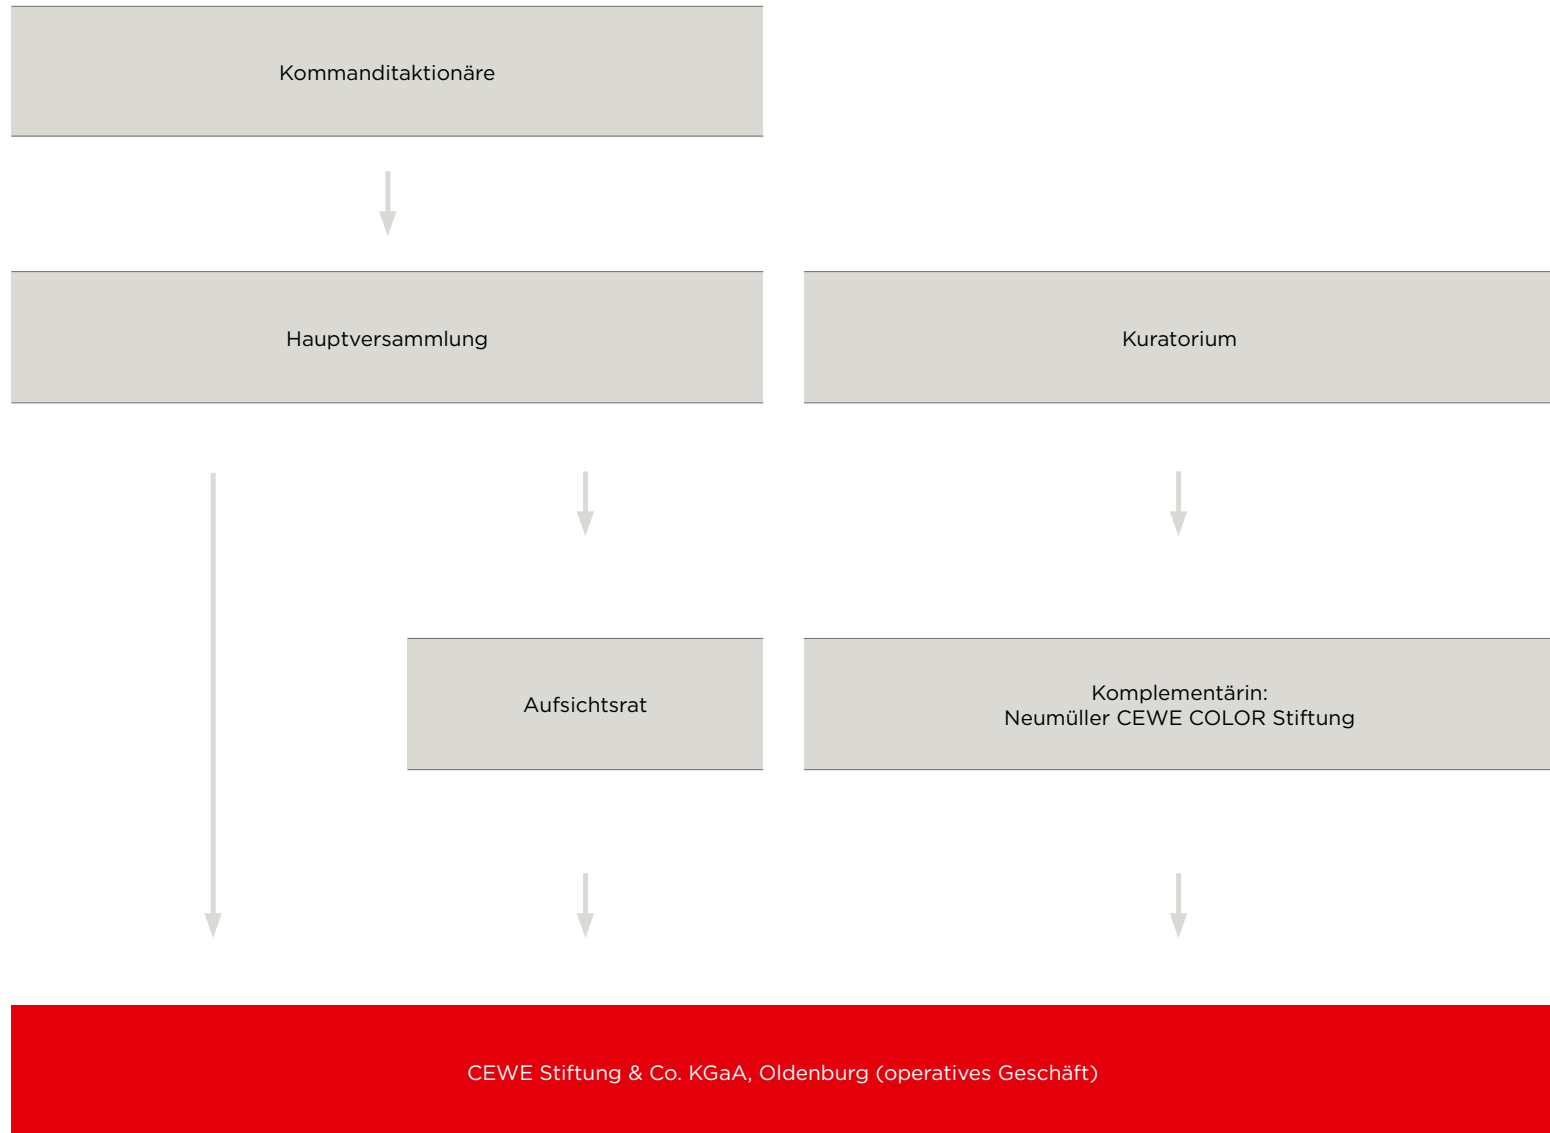 Kommanditaktionäre
Hauptversammlung
Kuratorium
Aufsichtsrat
Komplementärin:
Neumüller CEWE COLOR Stiftung
CEWE Stiftung & Co. KGaA, Oldenburg (operatives Geschäft)